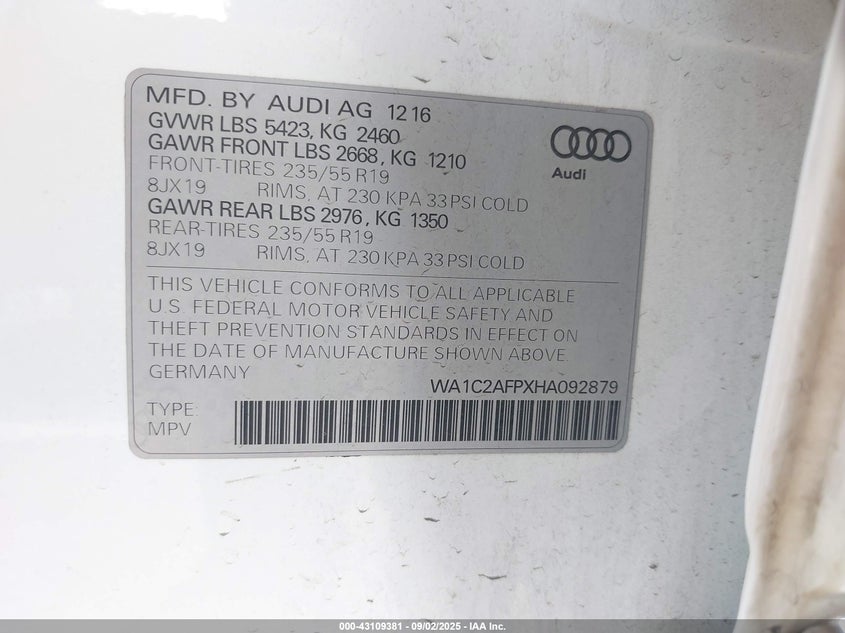 MFD. BY AUDI AG 12 16
GVWR LBS 5423, KG 2460
GAWR FRONT LBS 2668, KG 1210
FRONT-TIRES 235/55 R19
8JX19 RIMS, AT 230 KPA 33 PSI COLD
GAWR REAR LBS 2976, KG 1350
REAR-TIRES 235/55 R19
8JX19 RIMS, AT 230 KPA 33 PSI COLD
Audi
THIS VEHICLE CONFORMS TO ALL APPLICABLE
U.S. FEDERAL MOTOR VEHICLE SAFETY AND
THEFT PREVENTION STANDARDS IN EFFECT ON
THE DATE OF MANUFACTURE SHOWN ABOVE.
GERMANY WA1C2AFPXHA092879
TYPE:
MPV
000-43109381 - 09/02/2025 - IAA Inc.